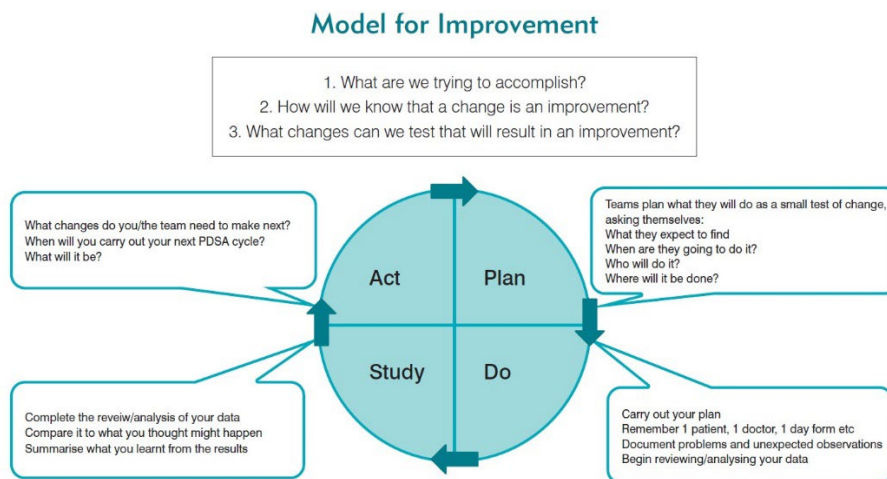 Model for Improvement
1. What are we trying to accomplish?
2. How will we know that a change is an improvement?
3. What changes can we test that will result in an improvement?
What changes do you/the team need to make next?
When will you carry out your next PDSA cycle?
What will it be?
Act
Plan
Teams plan what they will do as a small test of change,
asking themselves:
What they expect to find
When are they going to do it?
Who will do it?
Where will it be done?
Complete the reveiw/analysis of your data
Compare it to what you thought might happen
Summarise what you learnt from the results
Study
Do
Carry out your plan
Remember 1 patient, 1 doctor, 1 day form etc
Document problems and unexpected observations
Begin reviewing/analysing your data